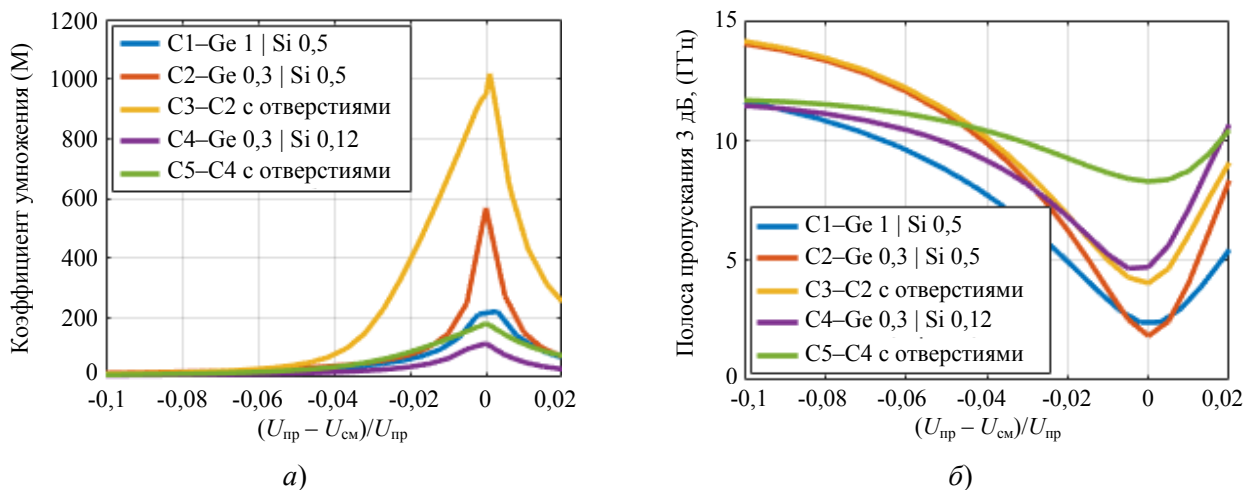 Коэффициент умножения (М)
1200
1000
800
600
400
200
0
C1–Ge 1 | Si 0,5
C2–Ge 0,3 | Si 0,5
C3–C2 с отверстиями
C4–Ge 0,3 | Si 0,12
C5–C4 с отверстиями
-0,1 -0,08 -0,06 -0,04 -0,02 0 0,02
(Uпр – Uсм)/Uпр
а)
Полоса пропускания 3 дБ, (ГГц)
15
10
5
0
C1–Ge 1 | Si 0,5
C2–Ge 0,3 | Si 0,5
C3–C2 с отверстиями
C4–Ge 0,3 | Si 0,12
C5–C4 с отверстиями
-0,1 -0,08 -0,06 -0,04 -0,02 0 0,02
(Uпр – Uсм)/Uпр
б)